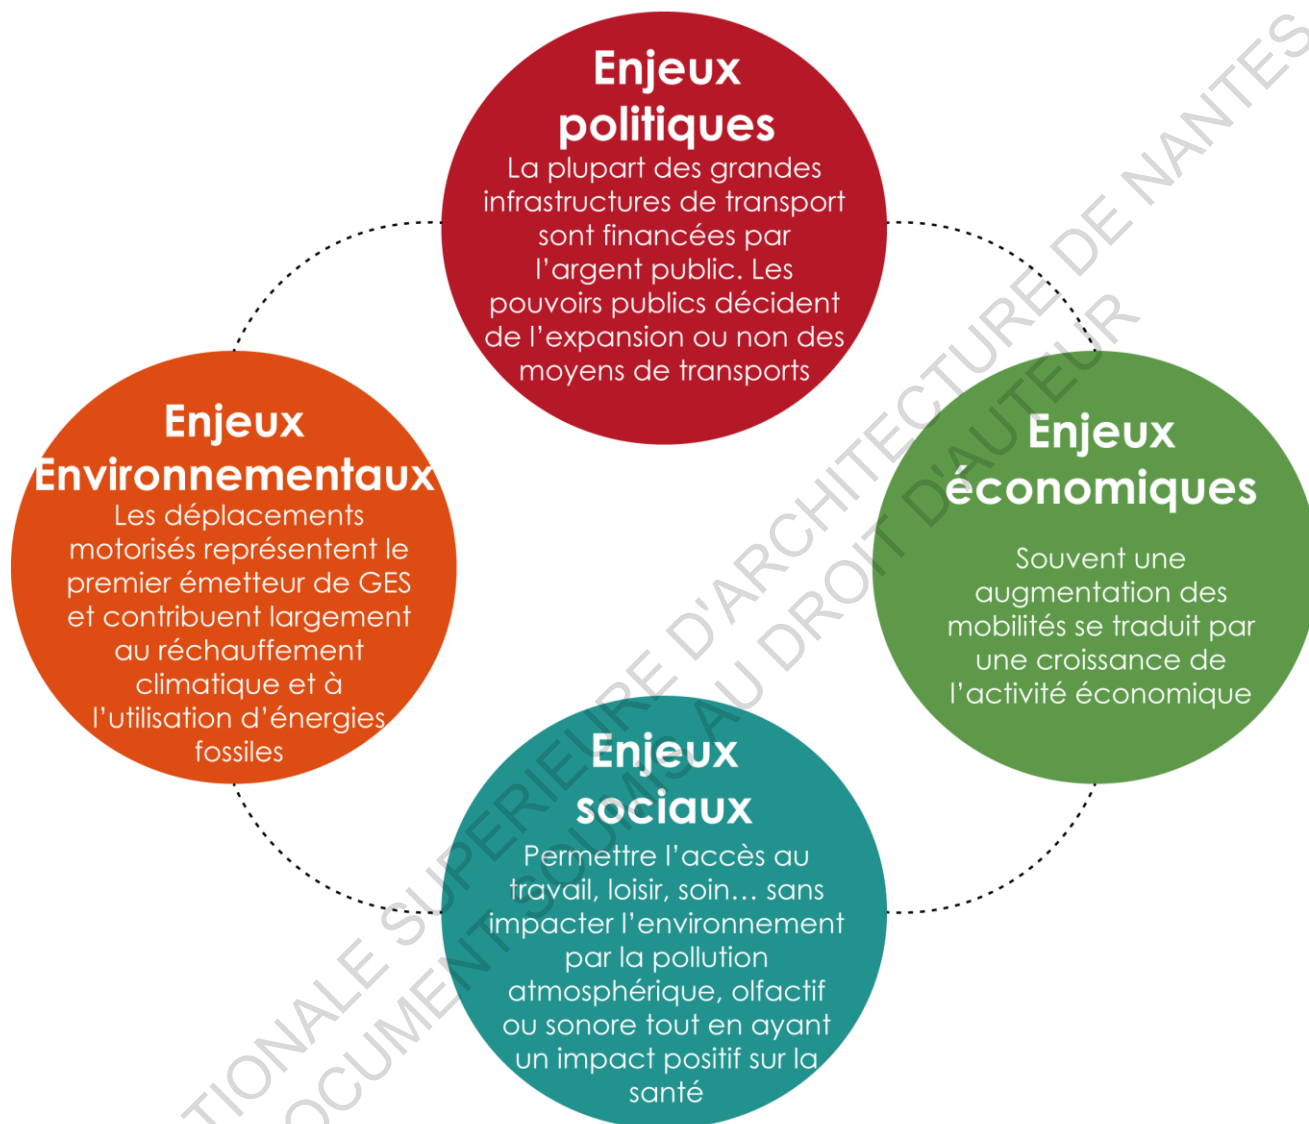 Enjeux
politiques
La plupart des grandes
infrastructures de transport
sont financées par
l’argent public. Les
pouvoirs publics décident
de l’expansion ou non des
moyens de transports
Enjeux
Environnementaux
Les déplacements
motorisés représentent le
premier émetteur de GES
et contribuent largement
au réchauffement
climatique et à
l’utilisation d’énergies
fossiles
Enjeux
économiques
Souvent une
augmentation des
mobilités se traduit par
une croissance de
l’activité économique
Enjeux
sociaux
Permettre l’accès au
travail, loisir, soin… sans
impacter l’environnement
par la pollution
atmosphérique, olfactif
ou sonore tout en ayant
un impact positif sur la
santé
TIONALE SUPERIEURE D'ARCHITECTURE DE NANTES
OCUMENT SOUMIS AU DROIT D'AUTEUR